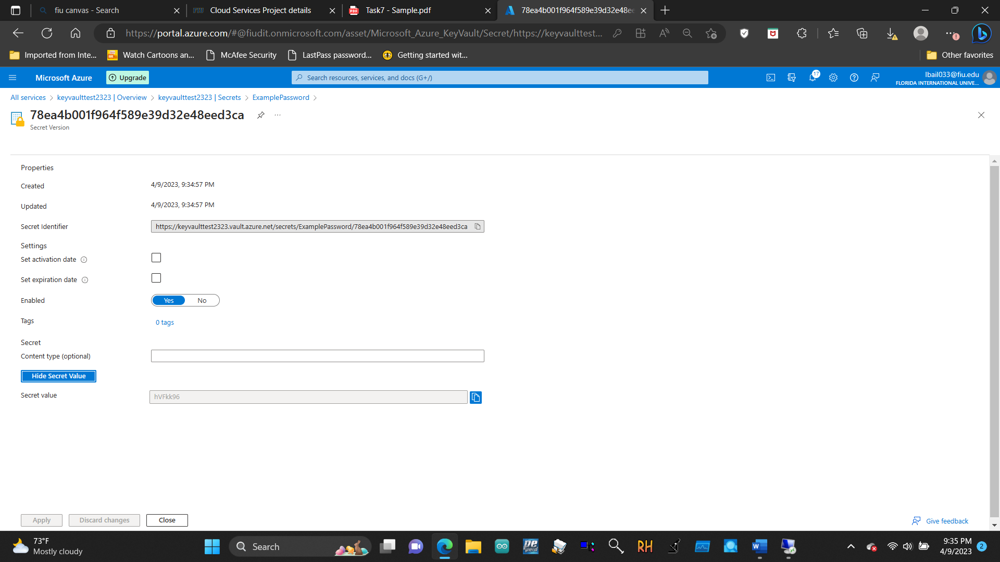 fiu canvas - Search
Cloud Services Project details
Task7 - Sample.pdf
78ea4b001f964f589e39d32e48ee
https://portal.azure.com/#@fiudit.onmicrosoft.com/asset/Microsoft_Azure_KeyVault/Secret/https://keyvaulttest...
Imported from Inte...
Watch Cartoons an...
McAfee Security
LastPass password...
Getting started wit...
Other favorites
Microsoft Azure
Upgrade
Search resources, services, and docs (G+/)
17
lbail033@fiu.edu
FLORIDA INTERNATIONAL UNIVE...
All services > keyvaulttest2323 | Overview > keyvaulttest2323 | Secrets > ExamplePassword >
78ea4b001f964f589e39d32e48eed3ca
...
Secret Version
Properties
Created
4/9/2023, 9:34:57 PM
Updated
4/9/2023, 9:34:57 PM
Secret Identifier
https://keyvaulttest2323.vault.azure.net/secrets/ExamplePassword/78ea4b001f964f589e39d32e48eed3ca
Settings
Set activation date
Set expiration date
Enabled
Yes
No
Tags
0 tags
Secret
Content type (optional)
Hide Secret Value
Secret value
hVFkk96
Apply
Discard changes
Close
Give feedback
73°F
Mostly cloudy
Search
RH
9:35 PM
4/9/2023
2